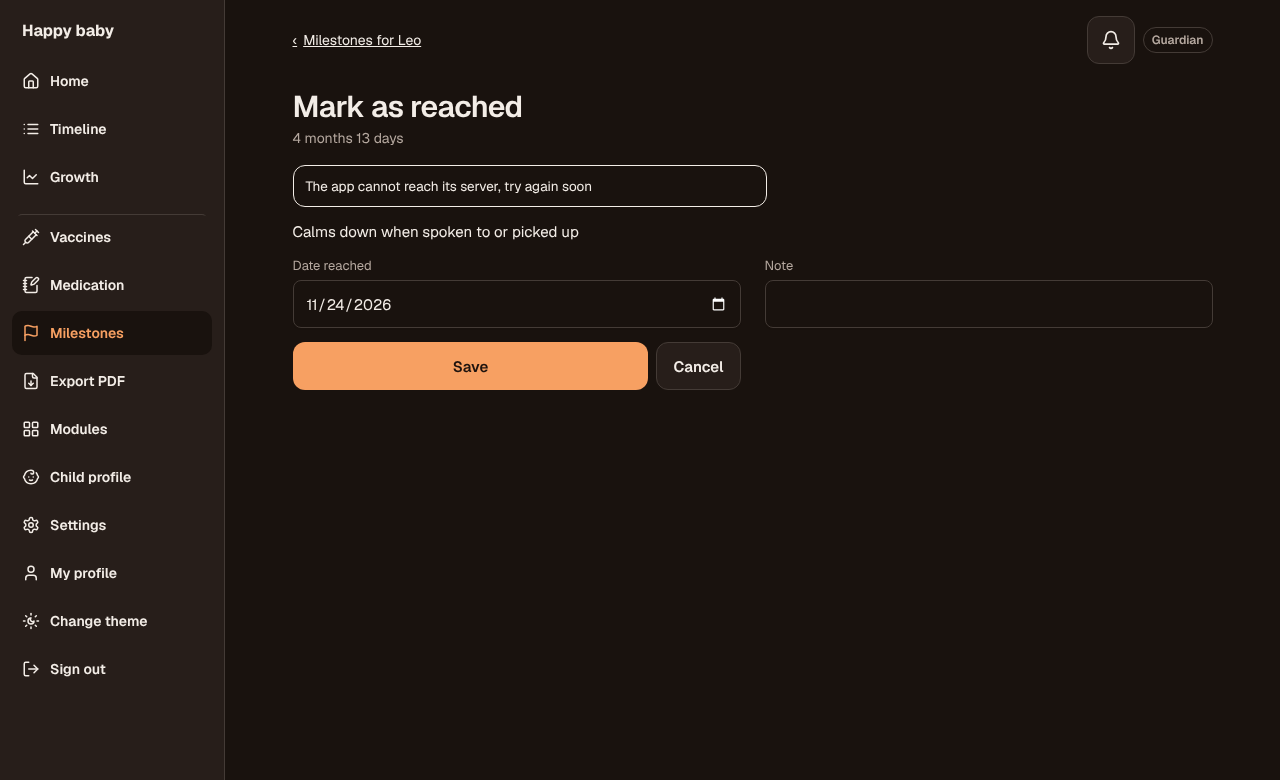 Happy baby
Home
Timeline
Growth
Vaccines
Medication
Milestones
Export PDF
Modules
Child profile
Settings
My profile
Change theme
Sign out
‹ Milestones for Leo
Guardian
Mark as reached
4 months 13 days
The app cannot reach its server, try again soon
Calms down when spoken to or picked up
Date reached
Note
11/24/2026
Save
Cancel